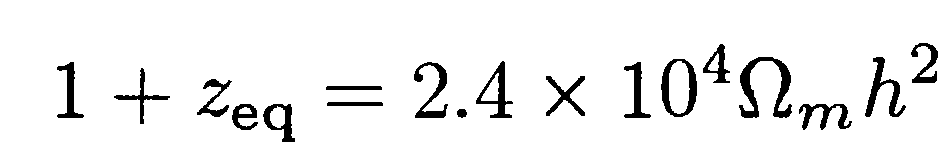 1 + z_eq = 2.4 × 10^4 Ω_m h^2